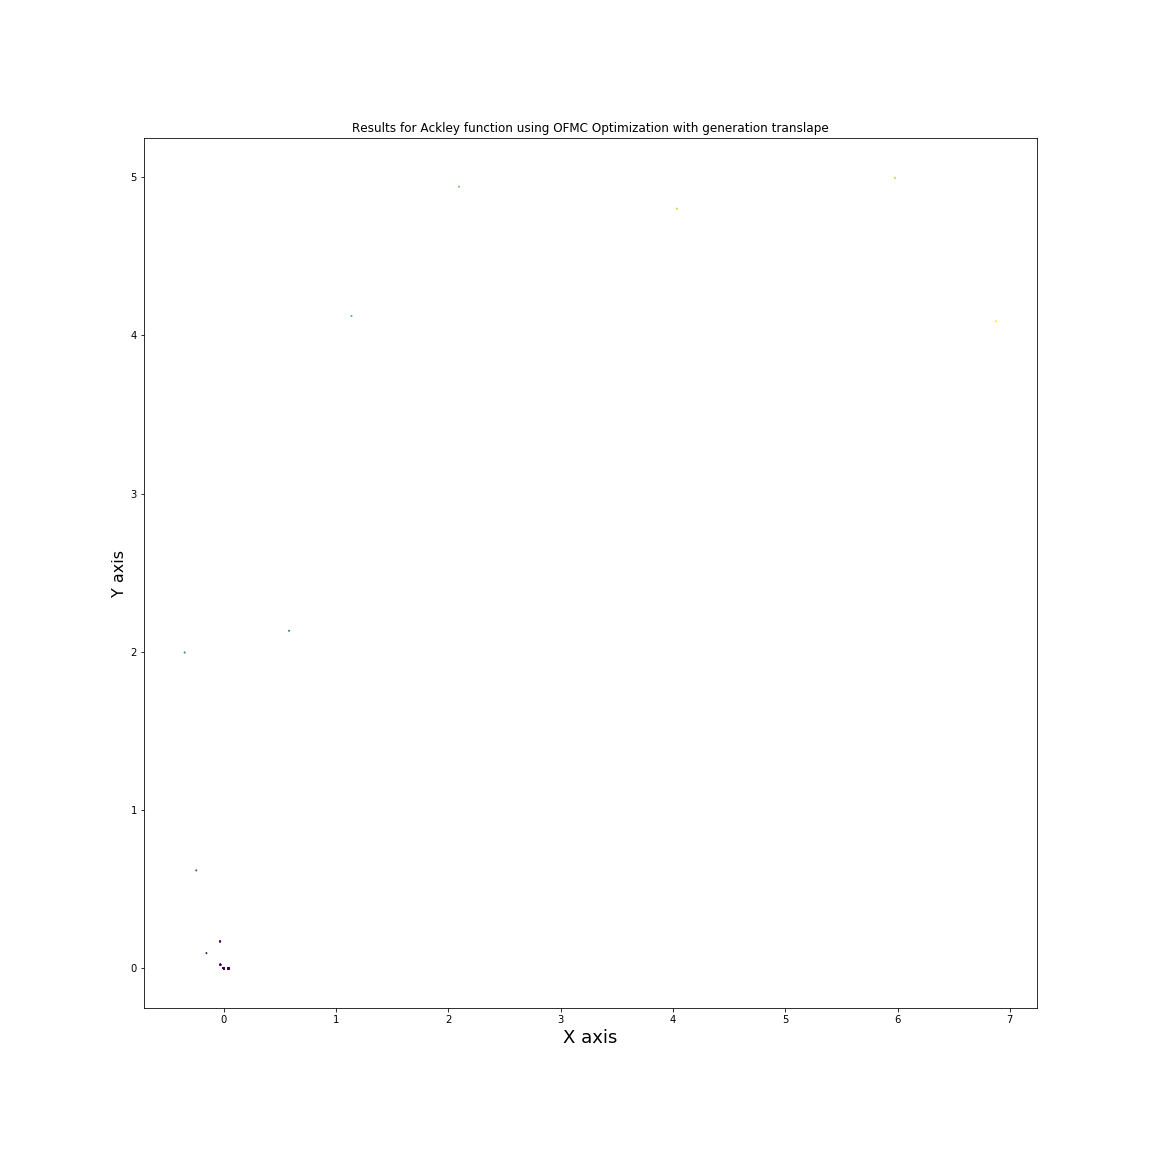 Results for Ackley function using OFMC Optimization with generation translape
5
4
3
2
1
0
Y axis
0 1 2 3 4 5 6 7
X axis